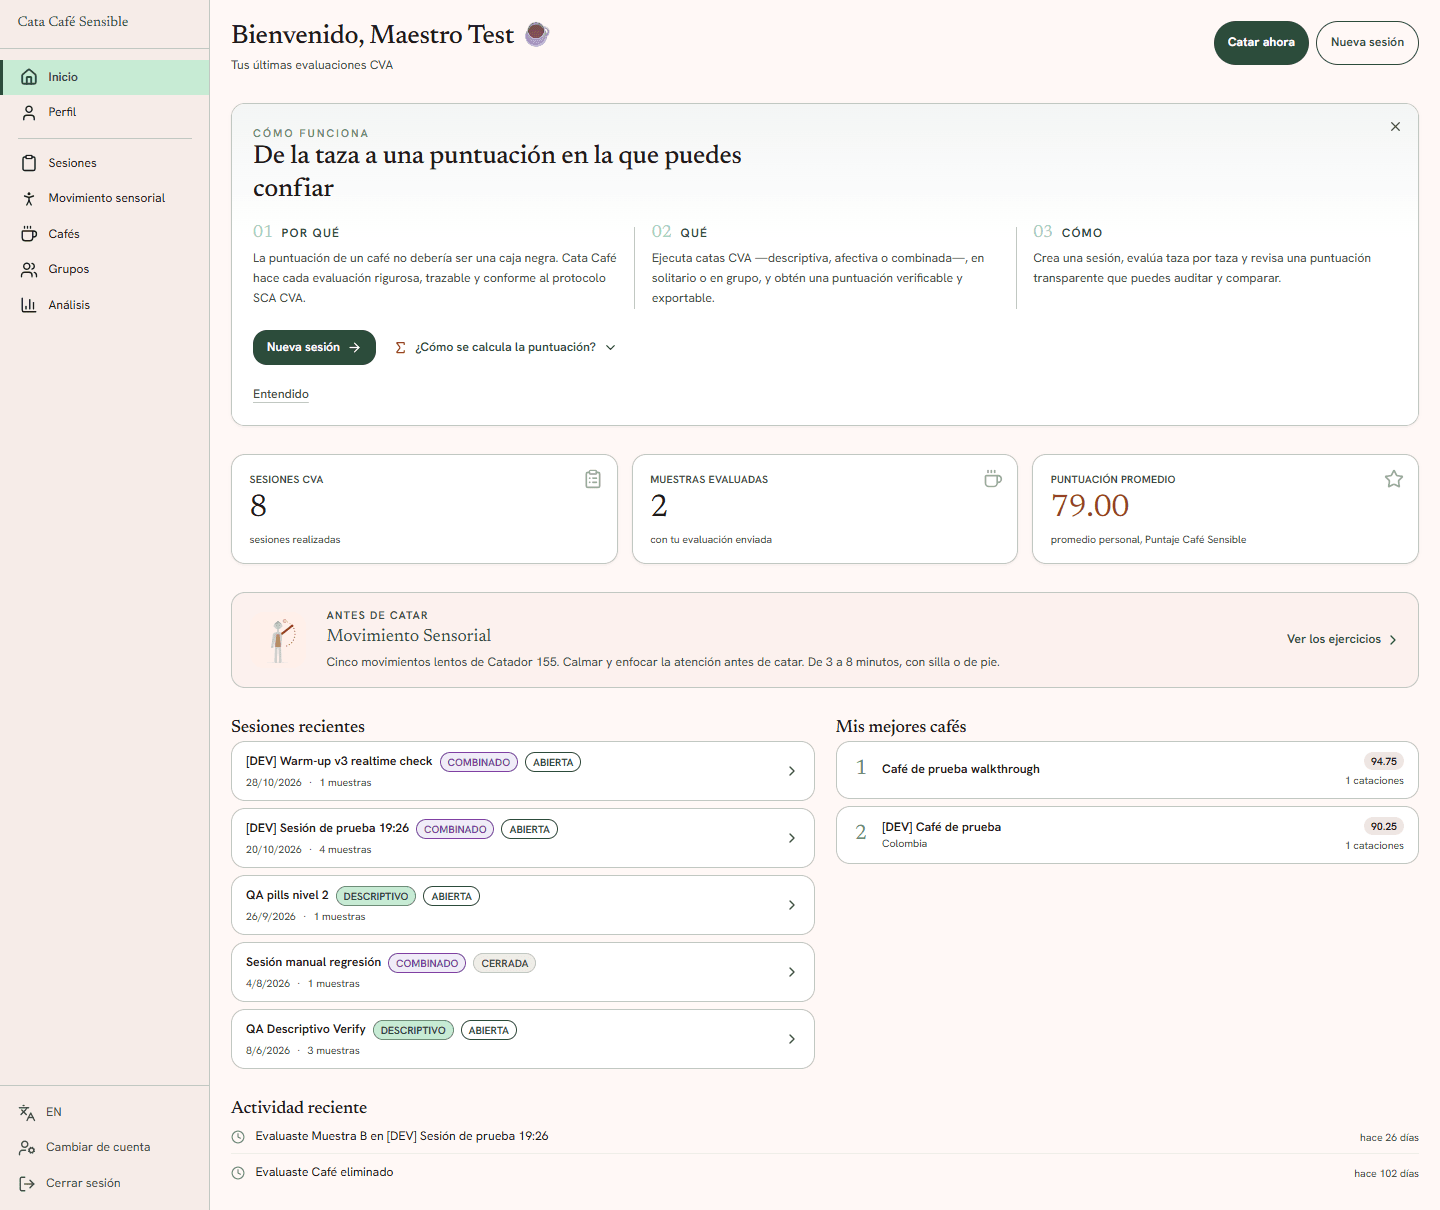 Cata Café Sensible
Inicio
Perfil
Sesiones
Movimiento sensorial
Cafés
Grupos
Análisis
EN
Cambiar de cuenta
Cerrar sesión
Bienvenido, Maestro Test
Tus últimas evaluaciones CVA
Catar ahora
Nueva sesión
CÓMO FUNCIONA
De la taza a una puntuación en la que puedes
confiar
01 POR QUÉ
La puntuación de un café no debería ser una caja negra. Cata Café
hace cada evaluación rigurosa, trazable y conforme al protocolo
SCA CVA.
02 QUÉ
Ejecuta catas CVA —descriptiva, afectiva o combinada—, en
solitario o en grupo, y obtén una puntuación verificable y
exportable.
03 CÓMO
Crea una sesión, evalúa taza por taza y revisa una puntuación
transparente que puedes auditar y comparar.
Nueva sesión
Σ ¿Cómo se calcula la puntuación?
Entendido
SESIONES CVA
8
sesiones realizadas
MUESTRAS EVALUADAS
2
con tu evaluación enviada
PUNTUACIÓN PROMEDIO
79.00
promedio personal, Puntaje Café Sensible
ANTES DE CATAR
Movimiento Sensorial
Cinco movimientos lentos de Catador 155. Calmar y enfocar la atención antes de catar. De 3 a 8 minutos, con silla o de pie.
Ver los ejercicios
Sesiones recientes
[DEV] Warm-up v3 realtime check COMBINADO ABIERTA
28/10/2026 · 1 muestras
[DEV] Sesión de prueba 19:26 COMBINADO ABIERTA
20/10/2026 · 4 muestras
QA pills nivel 2 DESCRIPTIVO ABIERTA
26/9/2026 · 1 muestras
Sesión manual regresión COMBINADO CERRADA
4/8/2026 · 1 muestras
QA Descriptivo Verify DESCRIPTIVO ABIERTA
8/6/2026 · 3 muestras
Mis mejores cafés
1 Café de prueba walkthrough
94.75
1 cataciones
2 [DEV] Café de prueba
Colombia
90.25
1 cataciones
Actividad reciente
Evaluaste Muestra B en [DEV] Sesión de prueba 19:26 hace 26 días
Evaluaste Café eliminado hace 102 días